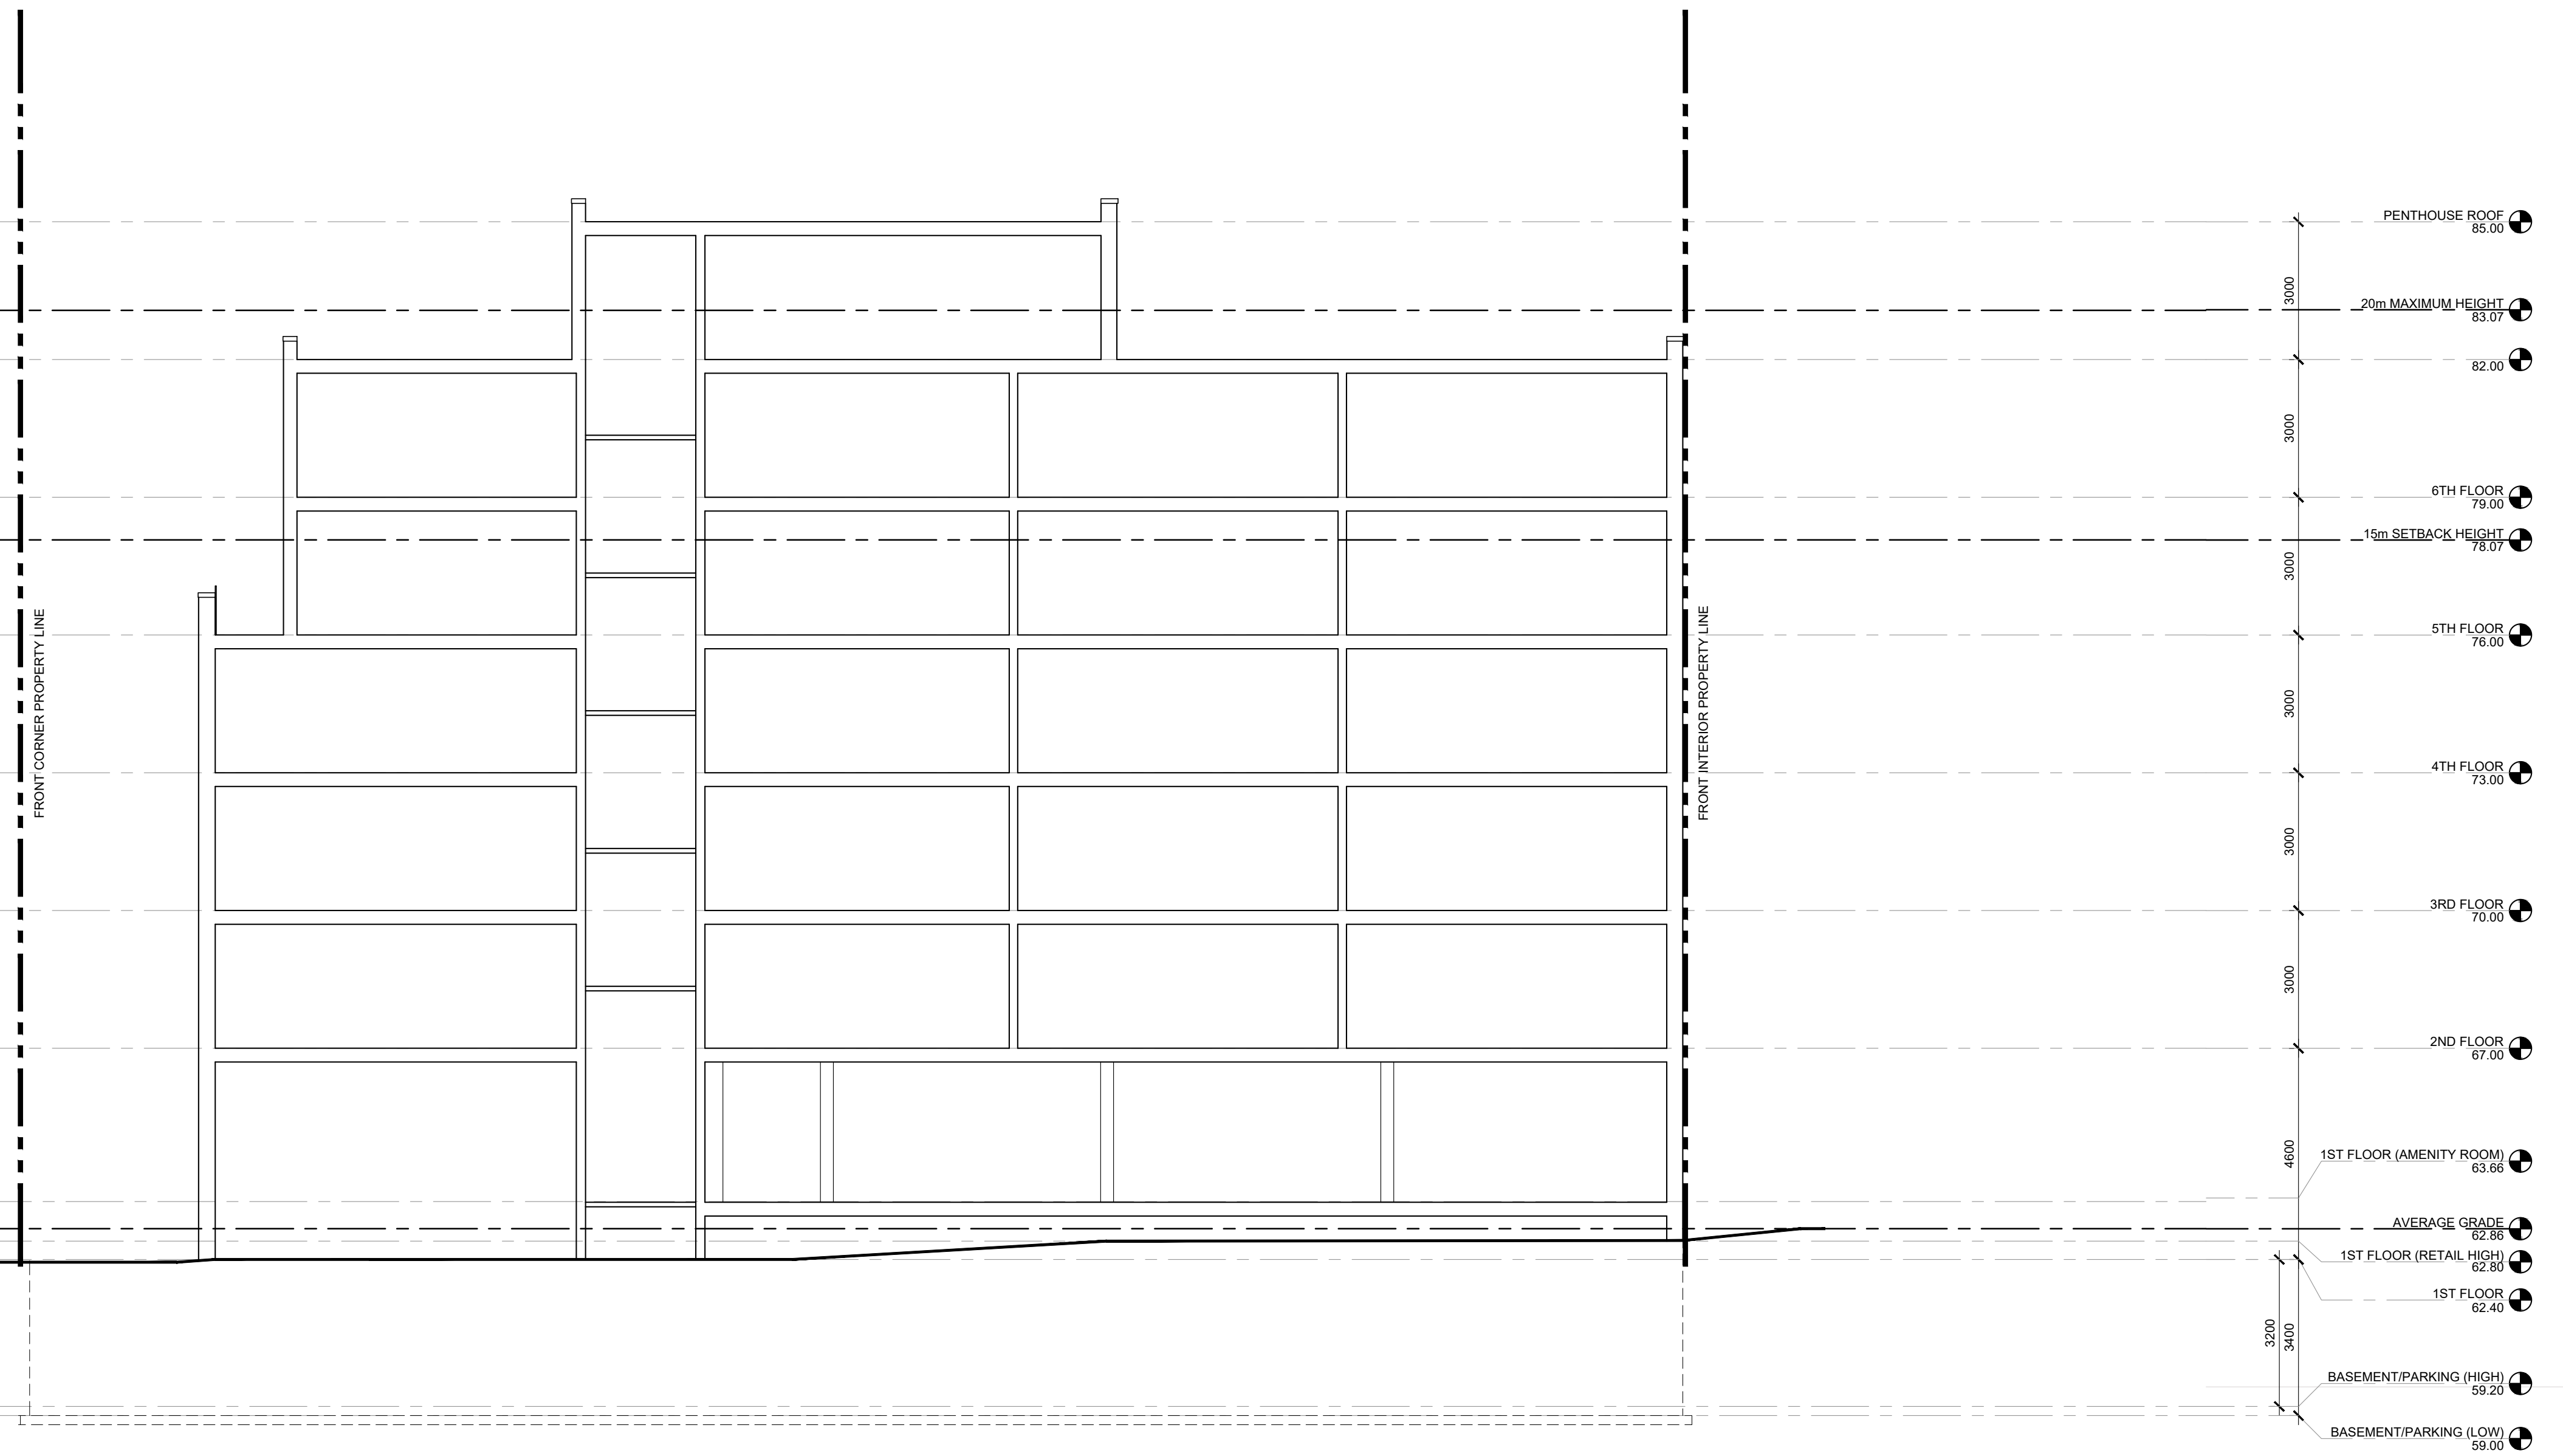 PENTHOUSE ROOF
85.00
3000
20m MAXIMUM HEIGHT
83.07
82.00
3000
6TH FLOOR
79.00
15m SETBACK HEIGHT
78.07
3000
FRONT CORNER PROPERTY LINE
FRONT INTERIOR PROPERTY LINE
5TH FLOOR
76.00
3000
4TH FLOOR
73.00
3000
3RD FLOOR
70.00
3000
2ND FLOOR
67.00
4600
1ST FLOOR (AMENITY ROOM)
63.66
AVERAGE GRADE
62.86
1ST FLOOR (RETAIL HIGH)
62.80
1ST FLOOR
62.40
3200
3400
BASEMENT/PARKING (HIGH)
59.20
BASEMENT/PARKING (LOW)
59.00